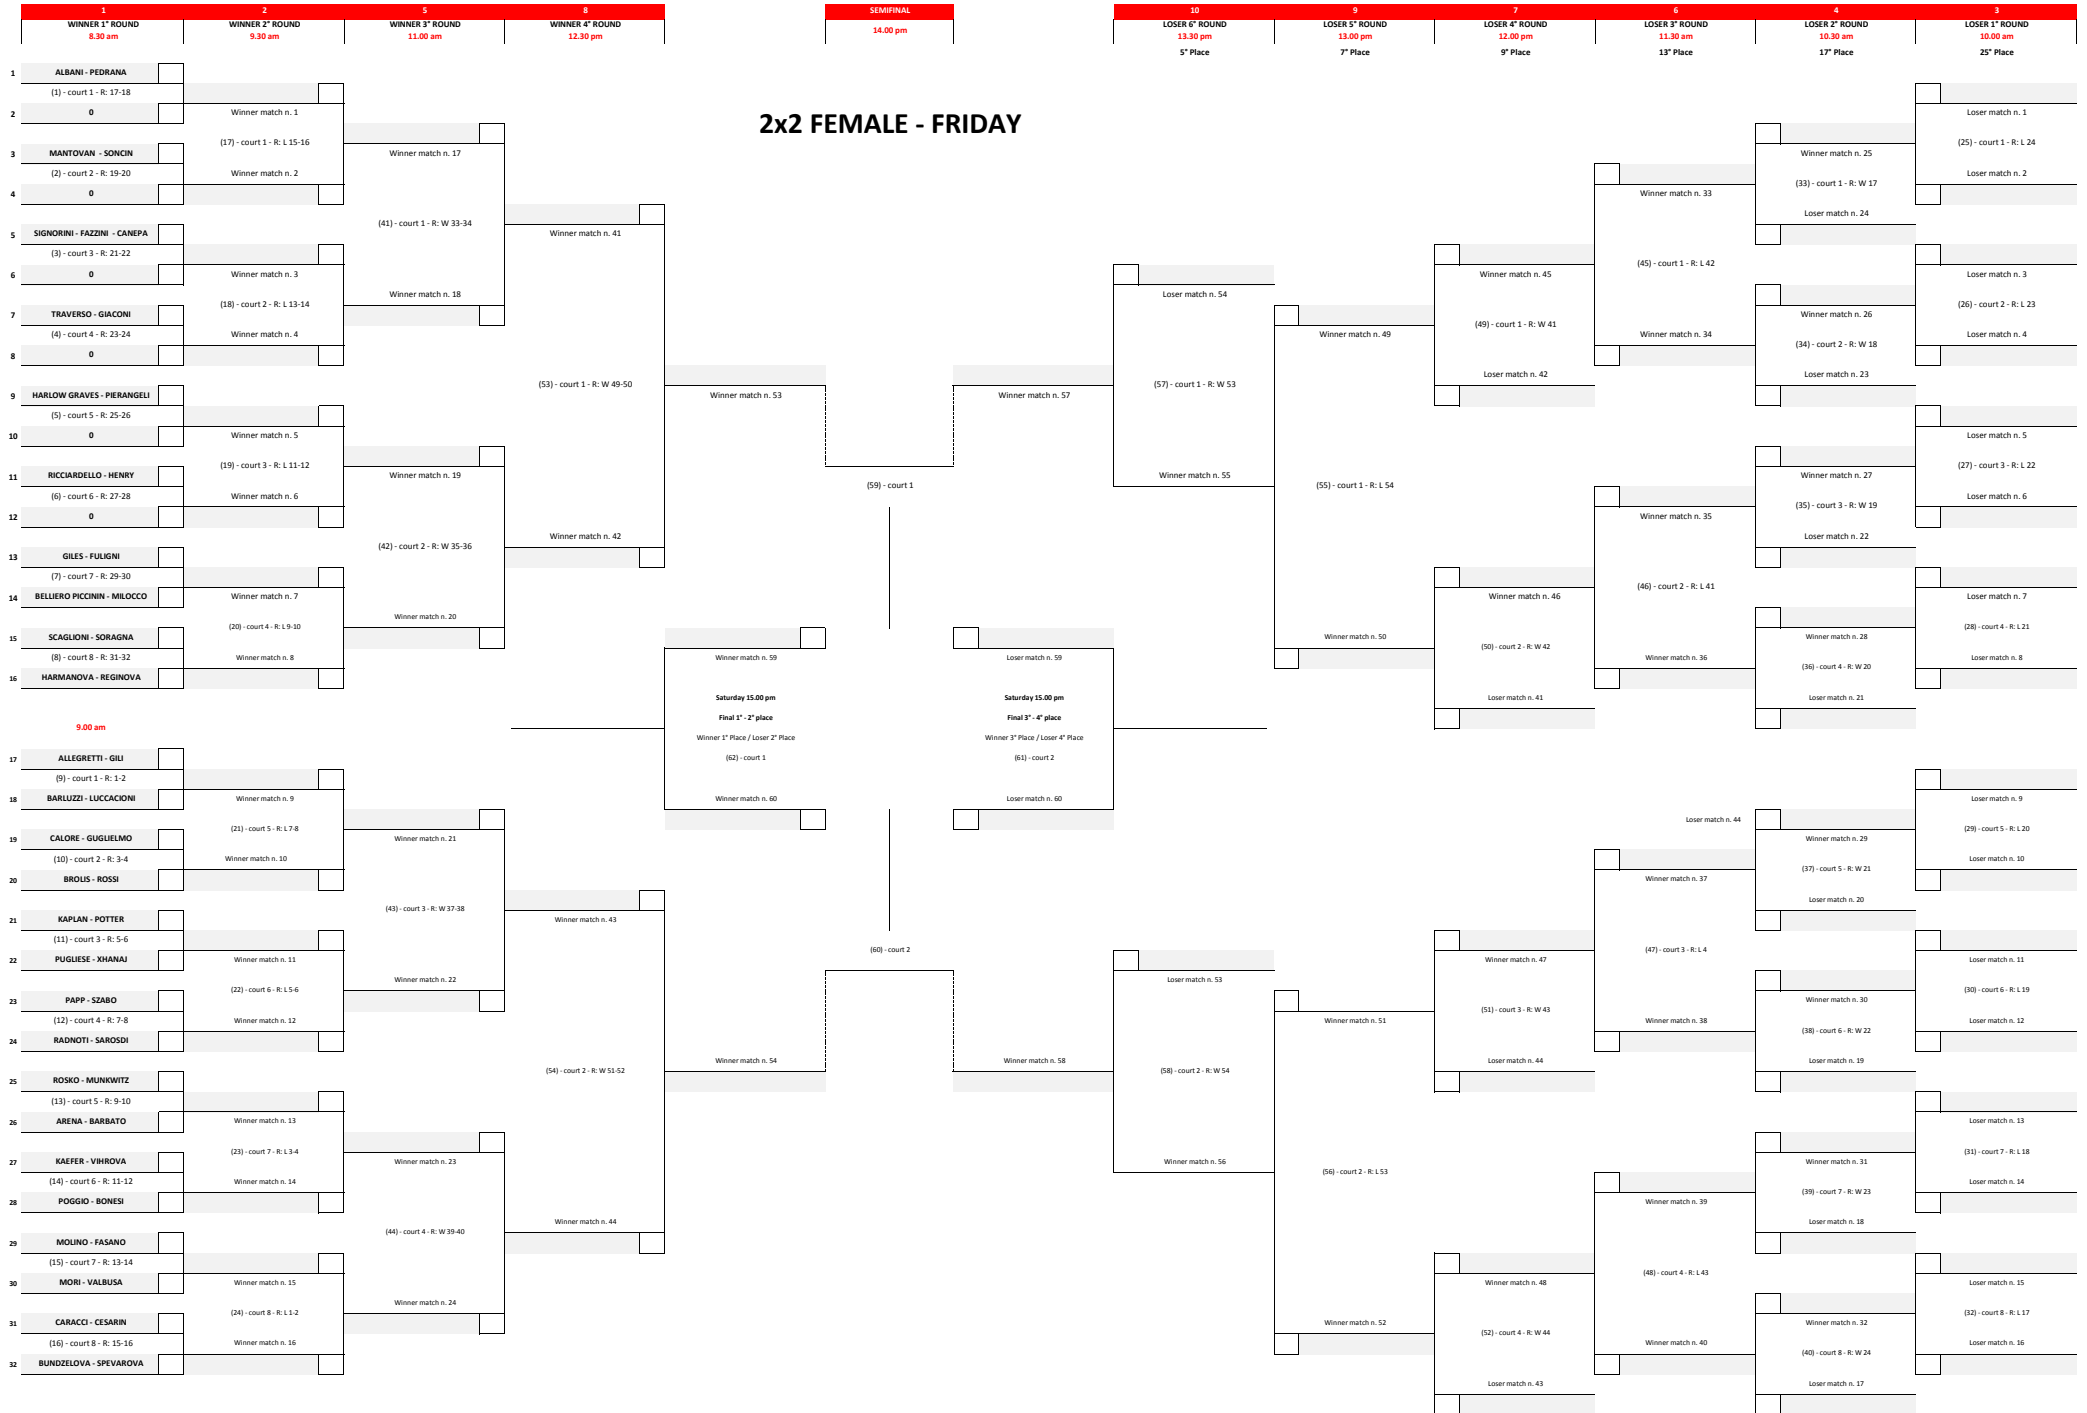 1
2
5
8
SEMIFINAL
10
9
7
6
4
3
WINNER 1° ROUND
WINNER 2° ROUND
WINNER 3° ROUND
WINNER 4° ROUND
LOSER 6° ROUND
LOSER 5° ROUND
LOSER 4° ROUND
LOSER 3° ROUND
LOSER 2° ROUND
LOSER 1° ROUND
8.30 am
9.30 am
11.00 am
12.30 pm
14.00 pm
13.30 pm
13.00 pm
12.00 pm
11.30 am
10.30 am
10.00 am
5° Place
7° Place
9° Place
13° Place
17° Place
25° Place
2x2 FEMALE - FRIDAY
1 ALBANI - PEDRANA
(1) - court 1 - R: 17-18
2 0
3 MANTOVAN - SONCIN
(2) - court 2 - R: 19-20
4 0
5 SIGNORINI - FAZZINI - CANEPA
(3) - court 3 - R: 21-22
6 0
7 TRAVERSO - GIACONI
(4) - court 4 - R: 23-24
8 0
9 HARLOW GRAVES - PIERANGELI
(5) - court 5 - R: 25-26
10 0
11 RICCIARDELLO - HENRY
(6) - court 6 - R: 27-28
12 0
13 GILES - FULIGNI
(7) - court 7 - R: 29-30
14 BELLIERO PICCININ - MILOCCO
15 SCAGLIONI - SORAGNA
(8) - court 8 - R: 31-32
16 HARMANOVA - REGINOVA
9.00 am
17 ALLEGRETTI - GILI
(9) - court 1 - R: 1-2
18 BARLUZZI - LUCCACIONI
19 CALORE - GUGLIELMO
(10) - court 2 - R: 3-4
20 BROLIS - ROSSI
21 KAPLAN - POTTER
(11) - court 3 - R: 5-6
22 PUGLIESE - XHANAJ
23 PAPP - SZABO
(12) - court 4 - R: 7-8
24 RADNOTI - SAROSDI
25 ROSKO - MUNKWITZ
(13) - court 5 - R: 9-10
26 ARENA - BARBATO
27 KAEFER - VIHROVA
(14) - court 6 - R: 11-12
28 POGGIO - BONESI
29 MOLINO - FASANO
(15) - court 7 - R: 13-14
30 MORI - VALBUSA
31 CARACCI - CESARIN
(16) - court 8 - R: 15-16
32 BUNDZELOVA - SPEVAROVA
Winner match n. 1
(17) - court 1 - R: L 15-16
Winner match n. 2
Winner match n. 3
(18) - court 2 - R: L 13-14
Winner match n. 4
Winner match n. 5
(19) - court 3 - R: L 11-12
Winner match n. 6
Winner match n. 7
(20) - court 4 - R: L 9-10
Winner match n. 8
Winner match n. 9
(21) - court 5 - R: L 7-8
Winner match n. 10
Winner match n. 11
(22) - court 6 - R: L 5-6
Winner match n. 12
Winner match n. 13
(23) - court 7 - R: L 3-4
Winner match n. 14
Winner match n. 15
(24) - court 8 - R: L 1-2
Winner match n. 16
Winner match n. 17
(41) - court 1 - R: W 33-34
Winner match n. 18
Winner match n. 19
(42) - court 2 - R: W 35-36
Winner match n. 20
Winner match n. 21
(43) - court 3 - R: W 37-38
Winner match n. 22
Winner match n. 23
(44) - court 4 - R: W 39-40
Winner match n. 24
Winner match n. 41
(53) - court 1 - R: W 49-50
Winner match n. 42
Winner match n. 43
(54) - court 2 - R: W 51-52
Winner match n. 44
Winner match n. 53
Winner match n. 59
Saturday 15.00 pm
Final 1° - 2° place
Winner 1° Place / Loser 2° Place
(62) - court 1
Winner match n. 60
Winner match n. 54
(59) - court 1
(60) - court 2
Winner match n. 57
Loser match n. 59
Saturday 15.00 pm
Final 3° - 4° place
Winner 3° Place / Loser 4° Place
(61) - court 2
Loser match n. 60
Winner match n. 58
Loser match n. 54
(57) - court 1 - R: W 53
Winner match n. 55
Loser match n. 53
(58) - court 2 - R: W 54
Winner match n. 56
Winner match n. 49
(55) - court 1 - R: L 54
Winner match n. 50
Winner match n. 51
(56) - court 2 - R: L 53
Winner match n. 52
Winner match n. 45
(49) - court 1 - R: W 41
Loser match n. 42
Winner match n. 46
(50) - court 2 - R: W 42
Loser match n. 41
Winner match n. 47
(51) - court 3 - R: W 43
Loser match n. 44
Winner match n. 48
(52) - court 4 - R: W 44
Loser match n. 43
Winner match n. 33
(45) - court 1 - R: L 42
Winner match n. 34
Winner match n. 35
(46) - court 2 - R: L 41
Winner match n. 36
Loser match n. 44
Winner match n. 37
(47) - court 3 - R: L 4
Winner match n. 38
Winner match n. 39
(48) - court 4 - R: L 43
Winner match n. 40
Winner match n. 25
(33) - court 1 - R: W 17
Loser match n. 24
Winner match n. 26
(34) - court 2 - R: W 18
Loser match n. 23
Winner match n. 27
(35) - court 3 - R: W 19
Loser match n. 22
Winner match n. 28
(36) - court 4 - R: W 20
Loser match n. 21
Winner match n. 29
(37) - court 5 - R: W 21
Loser match n. 20
Winner match n. 30
(38) - court 6 - R: W 22
Loser match n. 19
Winner match n. 31
(39) - court 7 - R: W 23
Loser match n. 18
Winner match n. 32
(40) - court 8 - R: W 24
Loser match n. 17
Loser match n. 1
(25) - court 1 - R: L 24
Loser match n. 2
Loser match n. 3
(26) - court 2 - R: L 23
Loser match n. 4
Loser match n. 5
(27) - court 3 - R: L 22
Loser match n. 6
Loser match n. 7
(28) - court 4 - R: L 21
Loser match n. 8
Loser match n. 9
(29) - court 5 - R: L 20
Loser match n. 10
Loser match n. 11
(30) - court 6 - R: L 19
Loser match n. 12
Loser match n. 13
(31) - court 7 - R: L 18
Loser match n. 14
Loser match n. 15
(32) - court 8 - R: L 17
Loser match n. 16